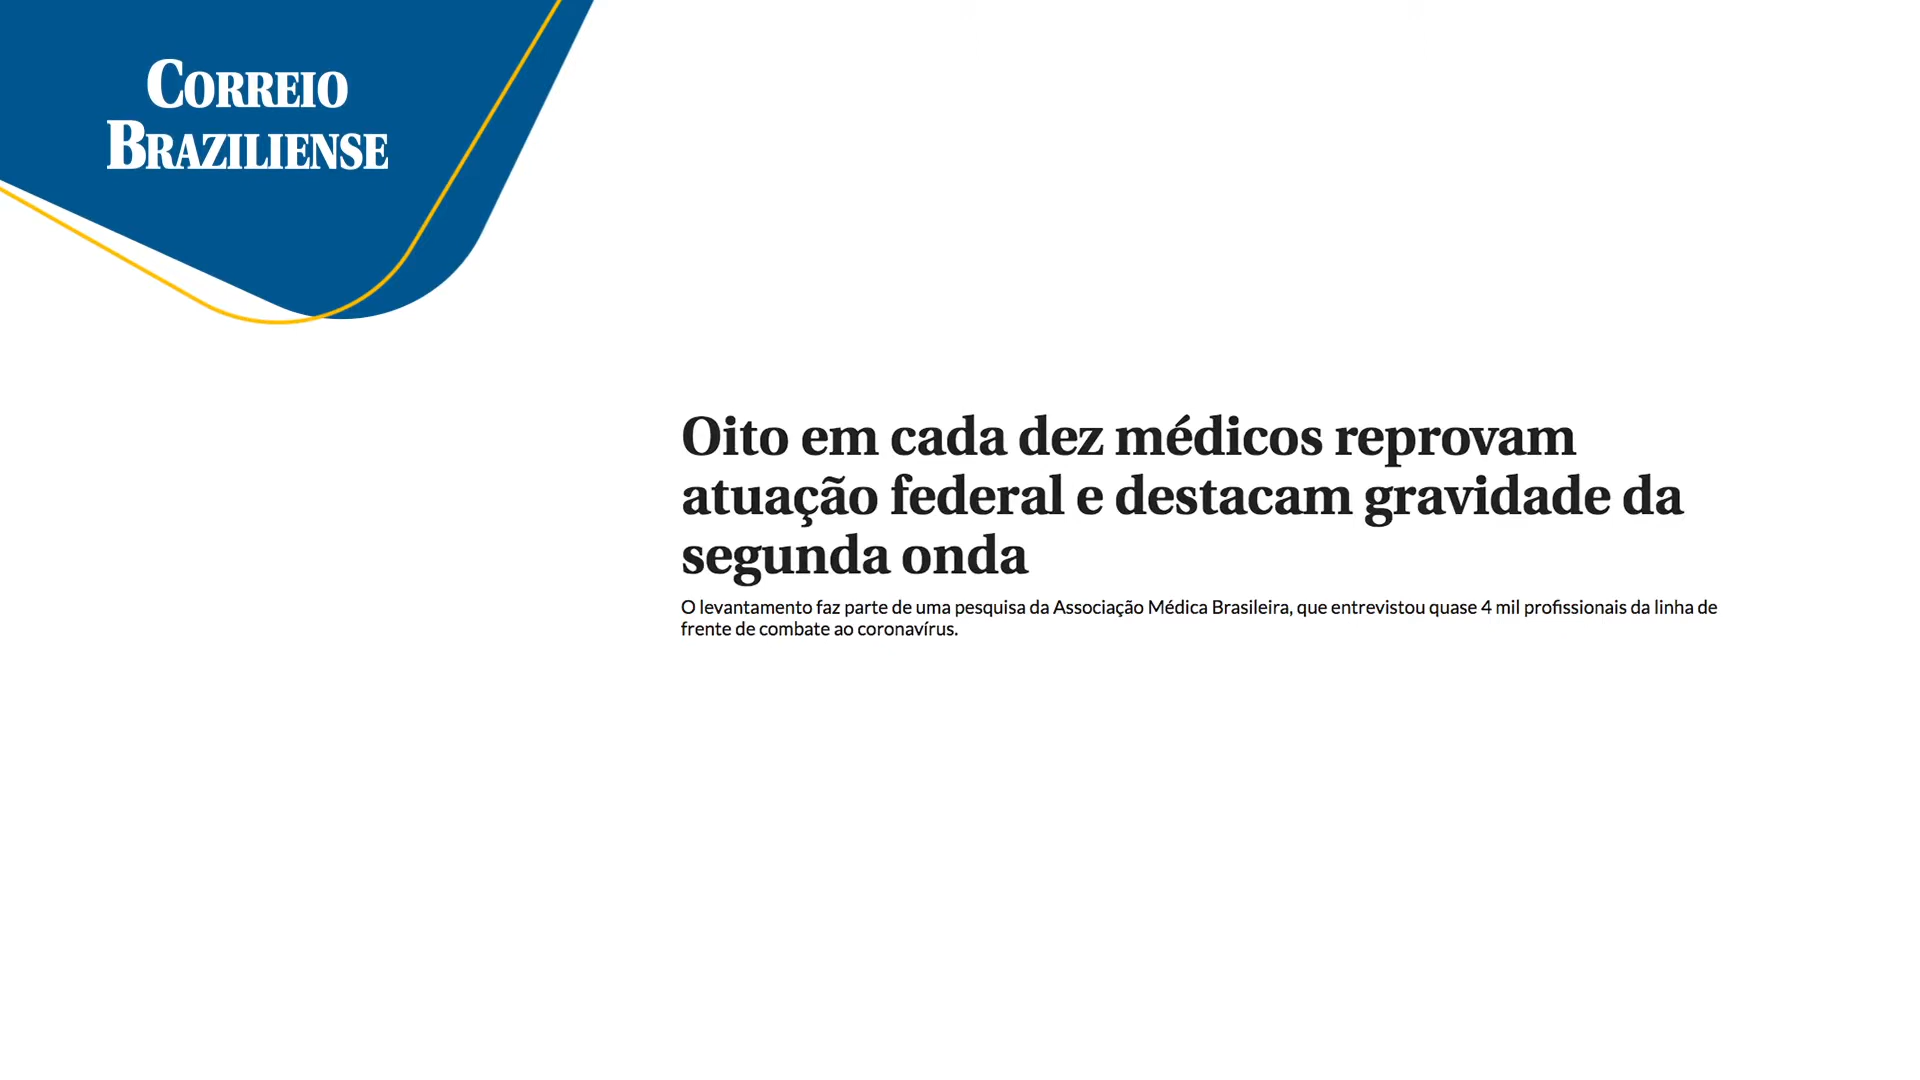 CORREIO
BRAZILIENSE
Oito em cada dez médicos reprovam
atuação federal e destacam gravidade da
segunda onda
O levantamento faz parte de uma pesquisa da Associação Médica Brasileira, que entrevistou quase 4 mil profissionais da linha de
frente de combate ao coronavírus.